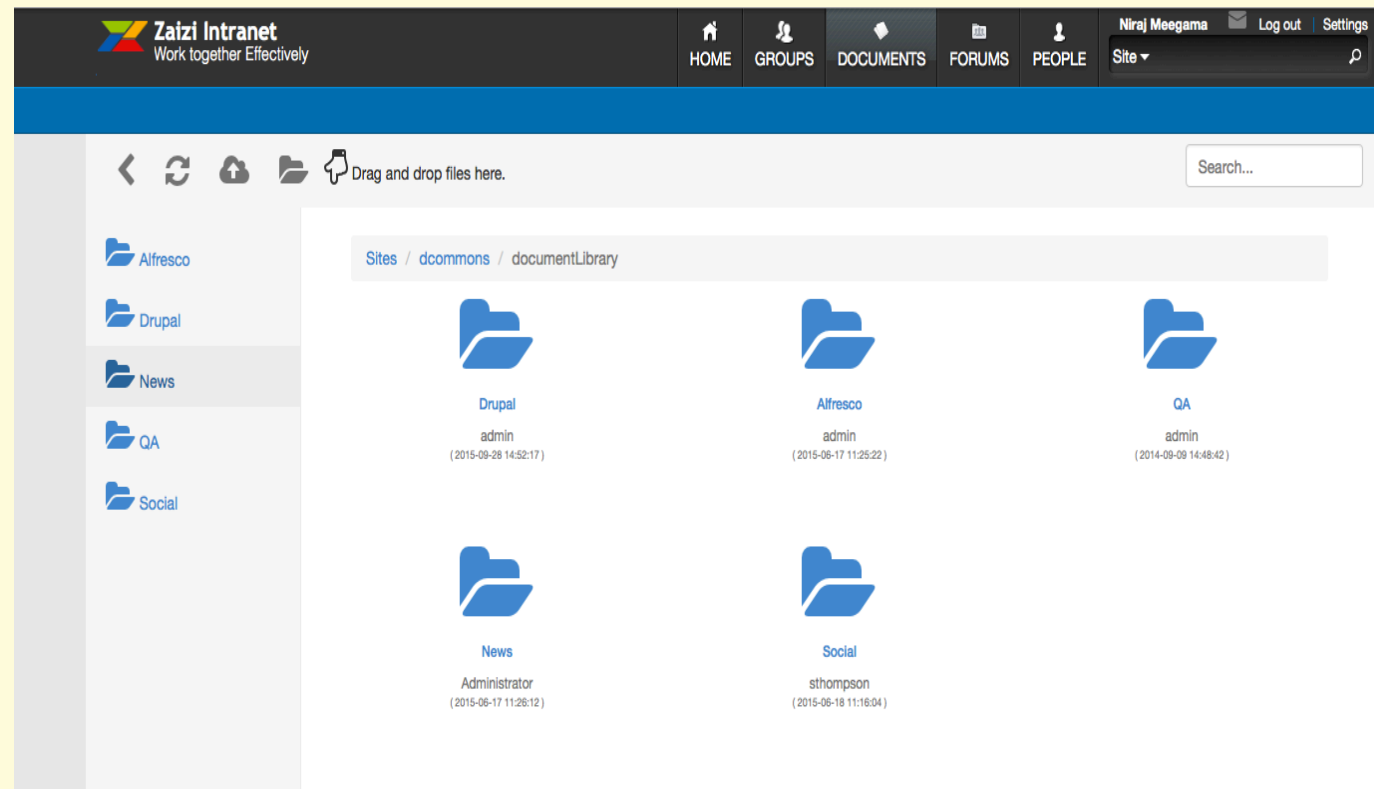 Zaizi Intranet
Work together Effectively
HOME
GROUPS
DOCUMENTS
FORUMS
PEOPLE
Niraj Meegama
Log out
Settings
Site
Drag and drop files here.
Search...
Alfresco
Drupal
News
QA
Social
Sites / dcommons / documentLibrary
Drupal
admin
( 2015-09-28 14:52:17 )
Alfresco
admin
( 2015-06-17 11:25:22 )
QA
admin
( 2014-09-09 14:48:42 )
News
Administrator
( 2015-06-17 11:26:12 )
Social
sthompson
( 2015-06-18 11:16:04 )